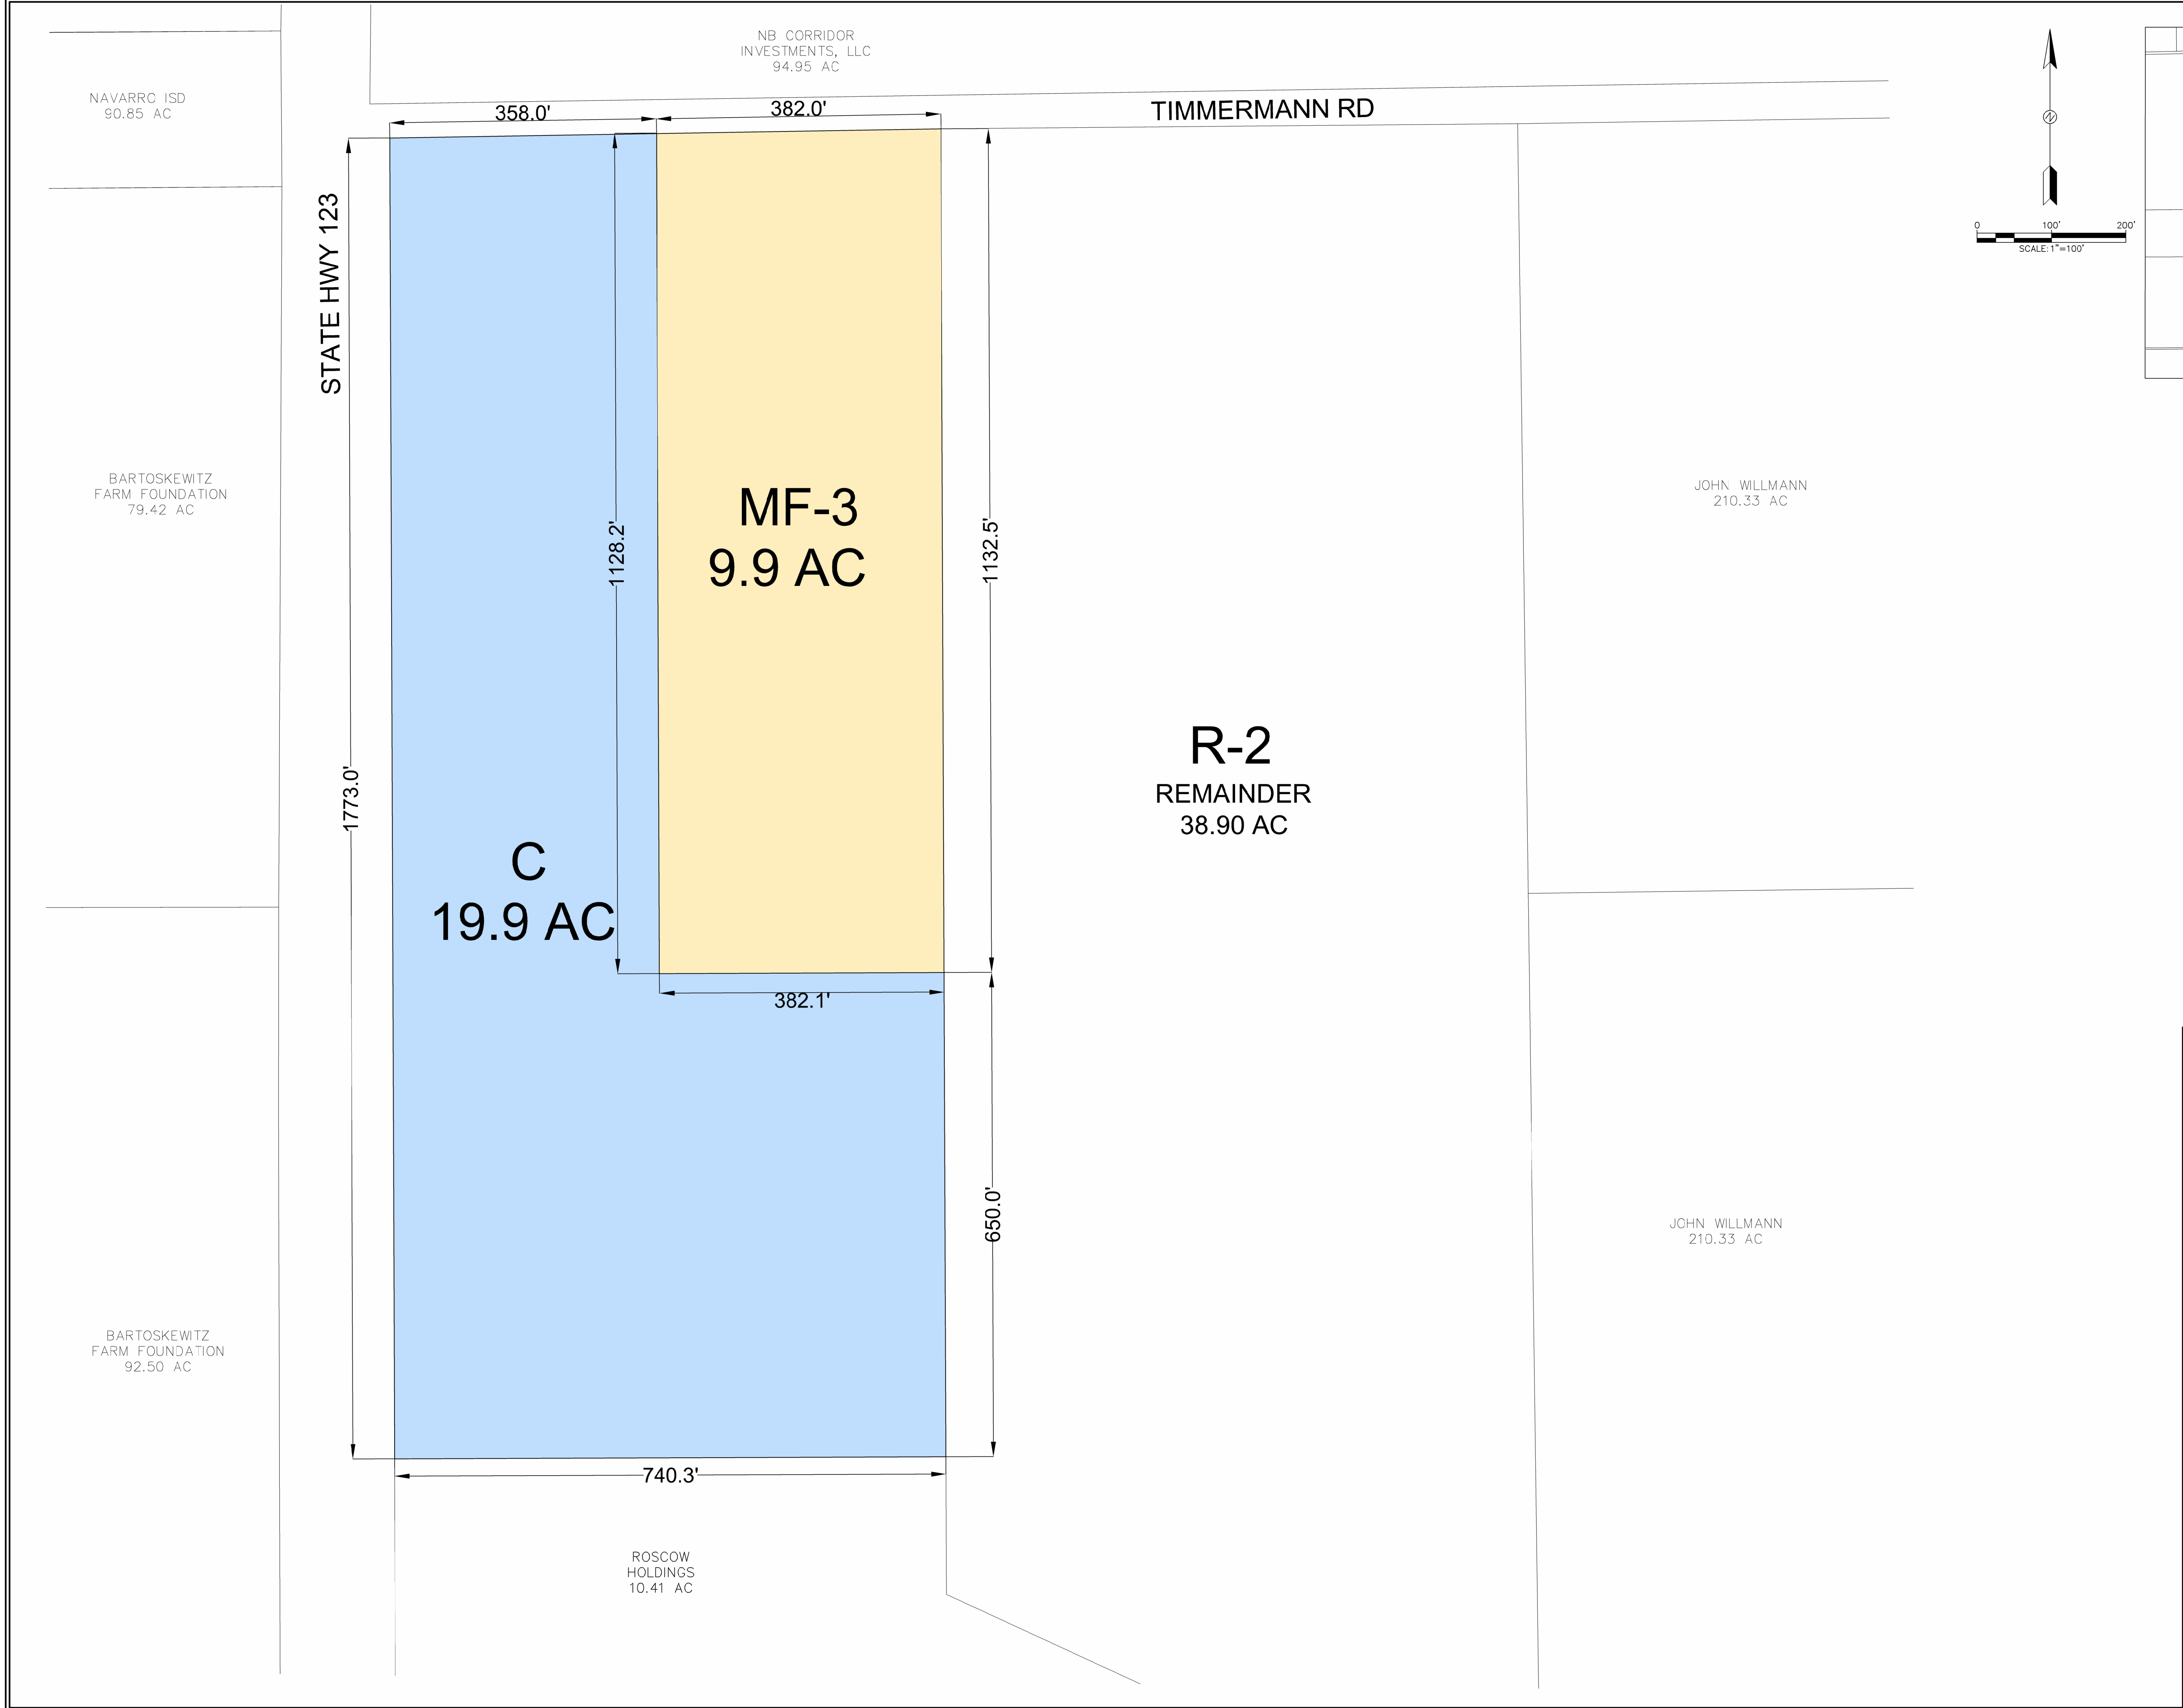 NB CORRIDOR
INVESTMENTS, LLC
94.95 AC
NAVARRO ISD
90.85 AC
358.0'
382.0'
TIMMERMANN RD
0 100' 200'
SCALE: 1"=100'
STATE HWY 123
BARTOSKEWITZ
FARM FOUNDATION
79.42 AC
MF-3
9.9 AC
1128.2'
1132.5'
JOHN WILLMANN
210.33 AC
R-2
REMAINDER
38.90 AC
1773.0'
C
19.9 AC
382.1'
650.0'
JOHN WILLMANN
210.33 AC
BARTOSKEWITZ
FARM FOUNDATION
92.50 AC
740.3'
ROSCOW
HOLDINGS
10.41 AC